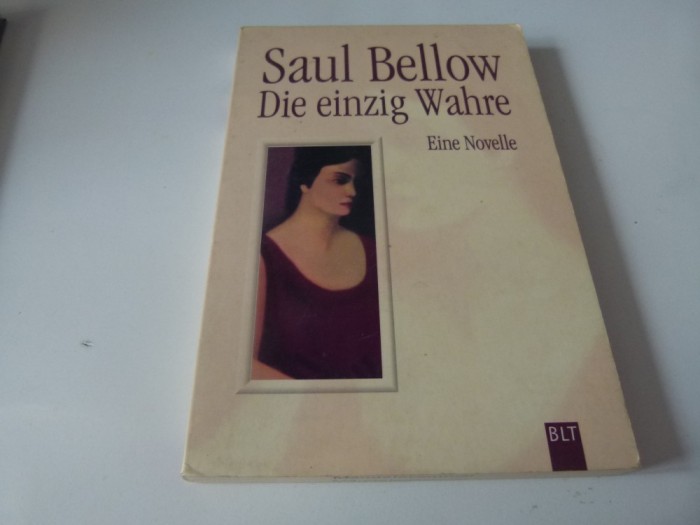 Saul Bellow
Die einzig Wahre
Eine Novelle
BLT